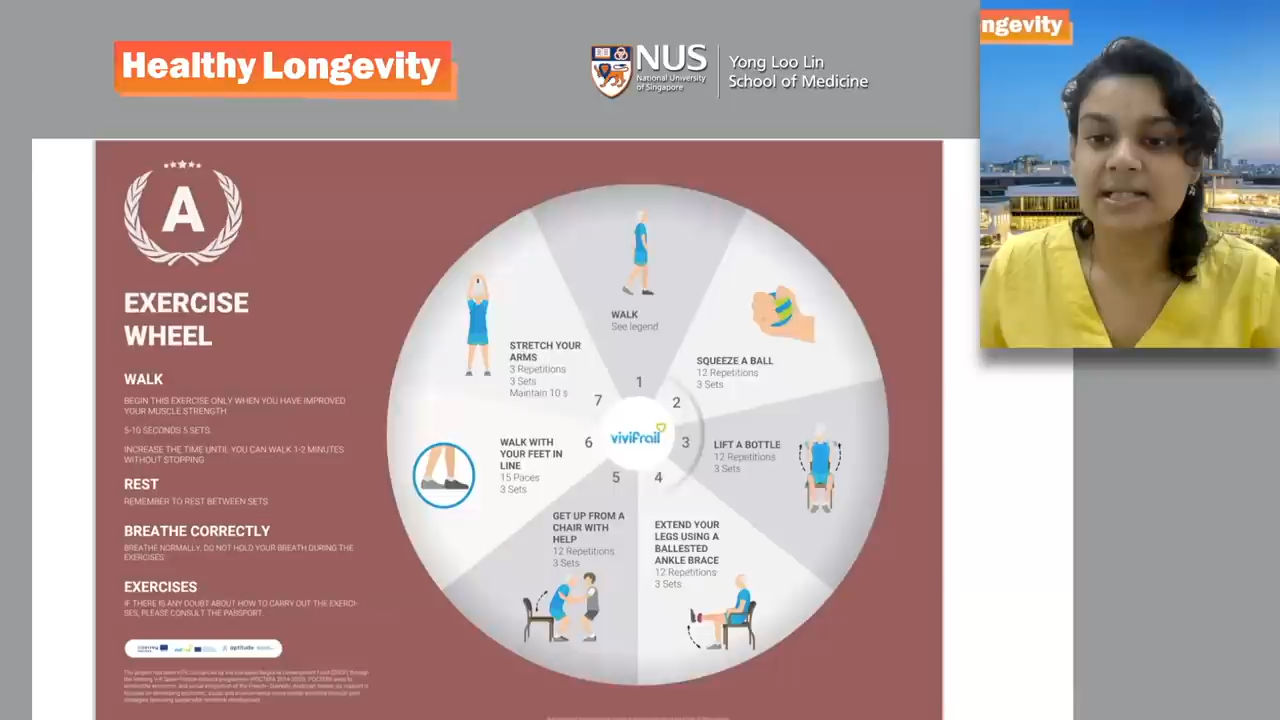 Healthy Longevity
NUS
National University
of Singapore
Yong Loo Lin
School of Medicine
ngevity
A
EXERCISE
WHEEL
WALK
BEGIN THIS EXERCISE ONLY WHEN YOU HAVE IMPROVED
YOUR MUSCLE STRENGTH
5-10 SECONDS 5 SETS.
INCREASE THE TIME UNTIL YOU CAN WALK 1-2 MINUTES
WITHOUT STOPPING
REST
REMEMBER TO REST BETWEEN SETS
BREATHE CORRECTLY
BREATHE NORMALLY, DO NOT HOLD YOUR BREATH DURING THE
EXERCISES
EXERCISES
IF THERE IS ANY DOUBT ABOUT HOW TO CARRY OUT THE EXERCI-
SES, PLEASE CONSULT THE PASSPORT.
aptitude
WALK
See legend
1
SQUEEZE A BALL
12 Repetitions
3 Sets
2
LIFT A BOTTLE
12 Repetitions
3 Sets
3
EXTEND YOUR
LEGS USING A
BALLESTED
ANKLE BRACE
12 Repetitions
3 Sets
4
GET UP FROM A
CHAIR WITH
HELP
12 Repetitions
3 Sets
5
WALK WITH
YOUR FEET IN
LINE
15 Paces
3 Sets
6
STRETCH YOUR
ARMS
3 Repetitions
3 Sets
Maintain 10 s
7
vivifrail